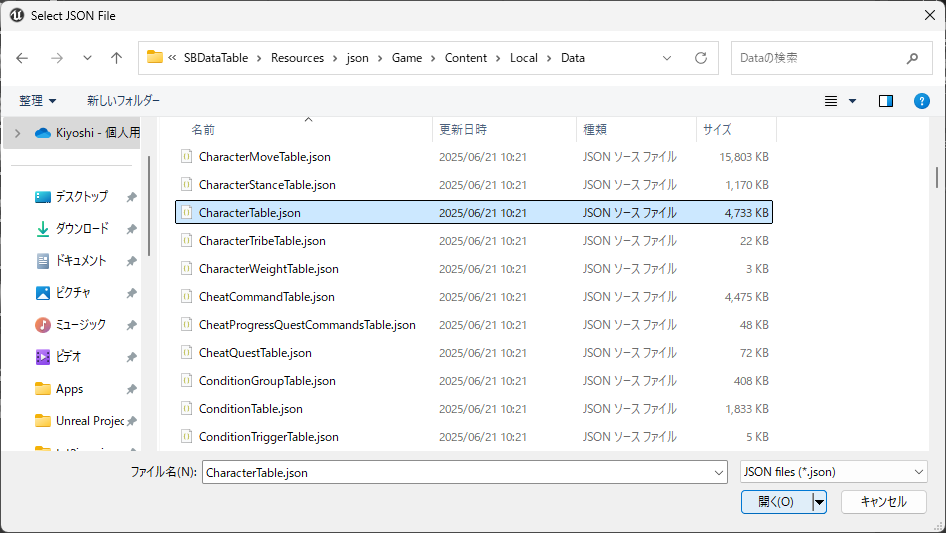 Select JSON File
« SBDataTable › Resources › json › Game › Content › Local › Data
Dataの検索
整理
新しいフォルダー
Kiyoshi - 個人用
デスクトップ
ダウンロード
ドキュメント
ピクチャ
ミュージック
ビデオ
Apps
Unreal Projec
名前 更新日時 種類 サイズ
CharacterMoveTable.json 2025/06/21 10:21 JSON ソース ファイル 15,803 KB
CharacterStanceTable.json 2025/06/21 10:21 JSON ソース ファイル 1,170 KB
CharacterTable.json 2025/06/21 10:21 JSON ソース ファイル 4,733 KB
CharacterTribeTable.json 2025/06/21 10:21 JSON ソース ファイル 22 KB
CharacterWeightTable.json 2025/06/21 10:21 JSON ソース ファイル 3 KB
CheatCommandTable.json 2025/06/21 10:21 JSON ソース ファイル 4,475 KB
CheatProgressQuestCommandsTable.json 2025/06/21 10:21 JSON ソース ファイル 48 KB
CheatQuestTable.json 2025/06/21 10:21 JSON ソース ファイル 72 KB
ConditionGroupTable.json 2025/06/21 10:21 JSON ソース ファイル 408 KB
ConditionTable.json 2025/06/21 10:21 JSON ソース ファイル 1,833 KB
ConditionTriggerTable.json 2025/06/21 10:21 JSON ソース ファイル 5 KB
ファイル名(N): CharacterTable.json
JSON files (*.json)
開く(O)
キャンセル